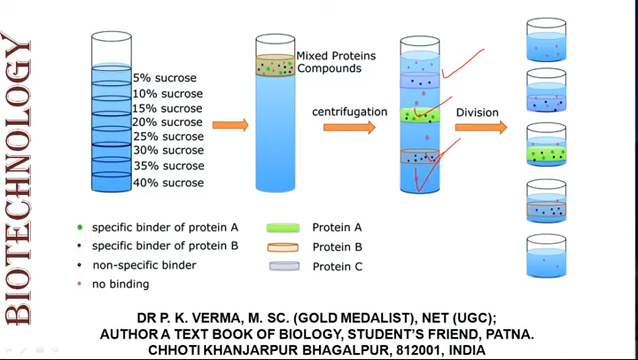 BIOTECHNOLOGY
5% sucrose
10% sucrose
15% sucrose
20% sucrose
25% sucrose
30% sucrose
35% sucrose
40% sucrose
Mixed Proteins
Compounds
centrifugation
Division
specific binder of protein A
specific binder of protein B
non-specific binder
no binding
Protein A
Protein B
Protein C
DR P. K. VERMA, M. SC. (GOLD MEDALIST), NET (UGC);
AUTHOR A TEXT BOOK OF BIOLOGY, STUDENT'S FRIEND, PATNA.
CHHOTI KHANJARPUR BHAGALPUR, 812001, INDIA